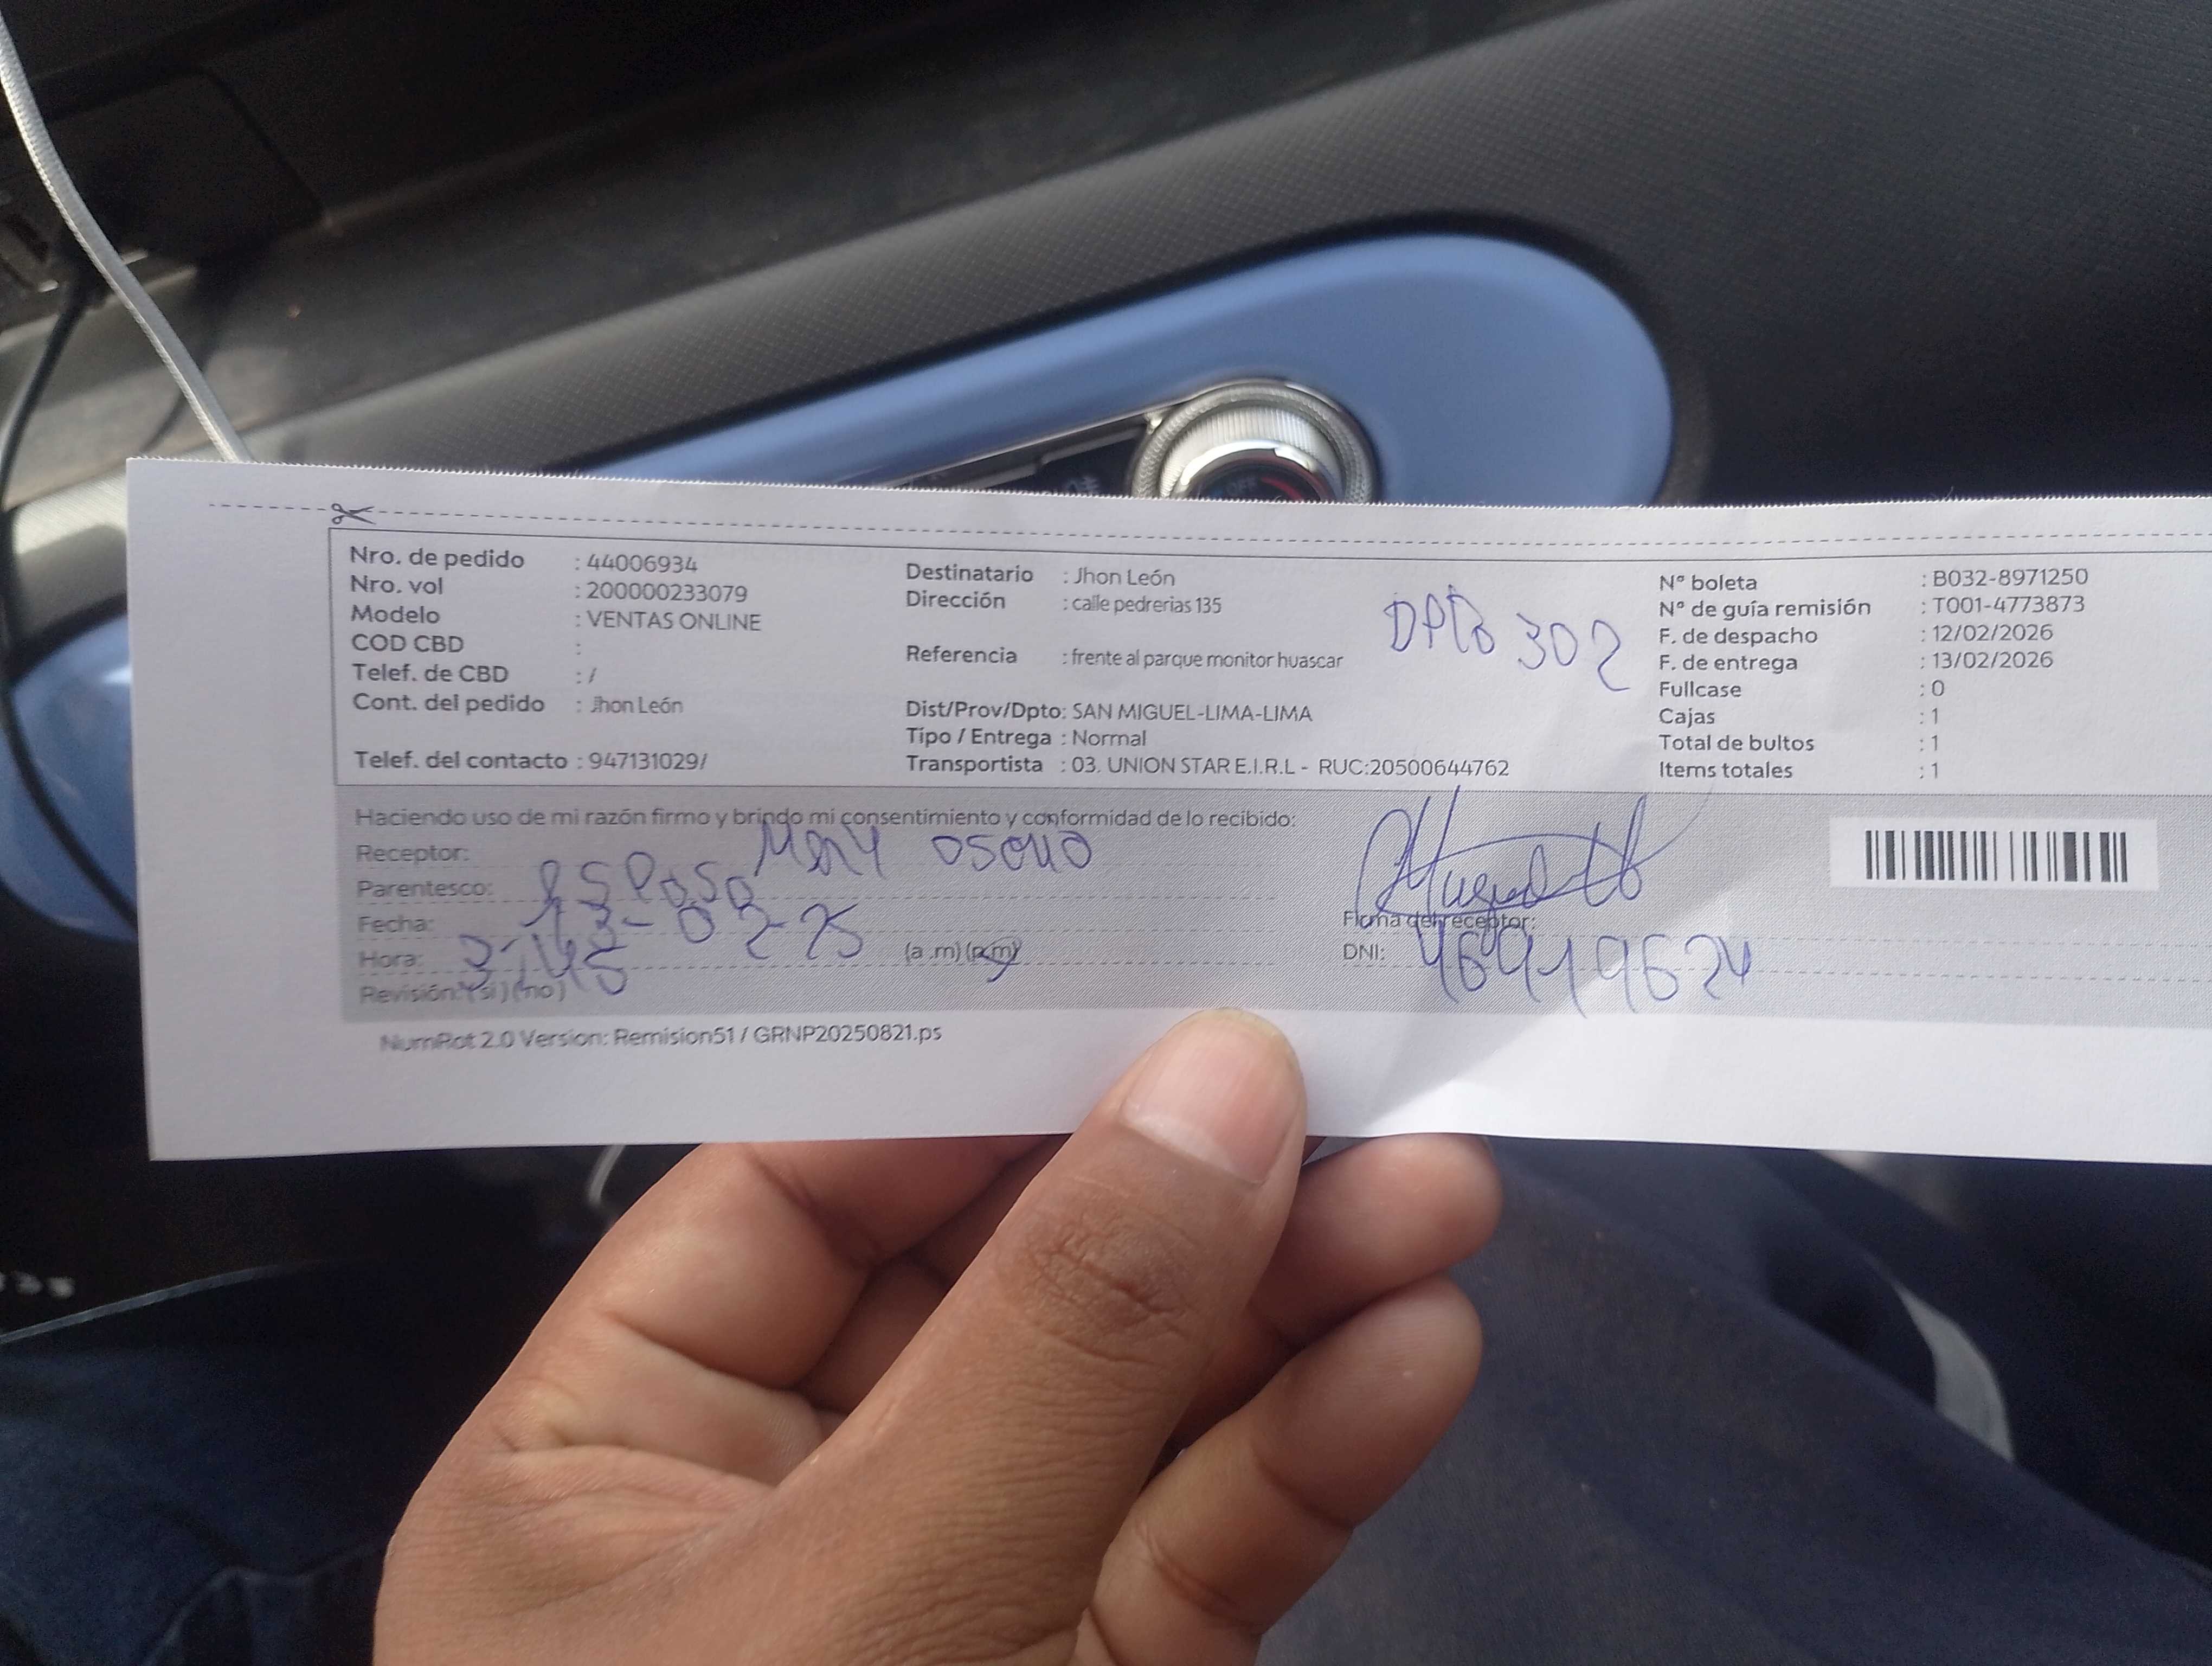 Nro. de pedido : 44006934
Nro. vol : 200000233079
Modelo : VENTAS ONLINE
COD CBD :
Telef. de CBD : /
Cont. del pedido : Jhon León
Telef. del contacto : 947131029/
Destinatario : Jhon León
Dirección : calle pedrerias 135
DPTO 302
Referencia : frente al parque monitor huascar
Dist/Prov/Dpto: SAN MIGUEL-LIMA-LIMA
Tipo / Entrega : Normal
Transportista : 03. UNION STAR E.I.R.L - RUC:20500644762
N° boleta : B032-8971250
N° de guía remisión : T001-4773873
F. de despacho : 12/02/2026
F. de entrega : 13/02/2026
Fullcase : 0
Cajas : 1
Total de bultos : 1
Items totales : 1
Haciendo uso de mi razón firmo y brindo mi consentimiento y conformidad de lo recibido:
Receptor:
Parentesco: esposo
Fecha: 13-02-25
Hora: 3:45 (a.m) (p.m)
Revisión: (si) (no)
Firma del receptor:
DNI: 46919624
NumRot 2.0 Version: Remision51 / GRNP20250821.ps